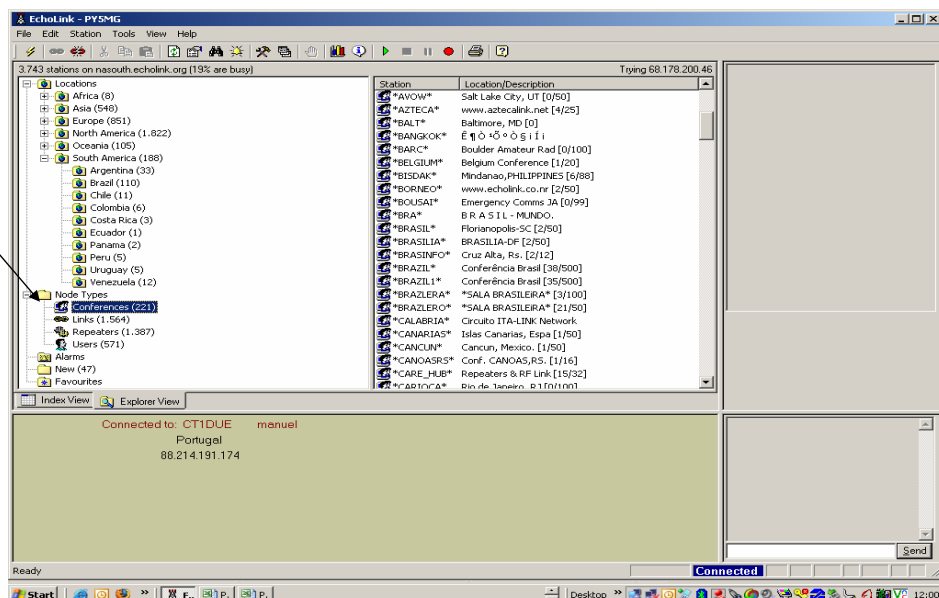 EchoLink - PY5MG
File Edit Station Tools View Help
3.743 stations on nasouth.echolink.org (19% are busy)
Trying 68.178.200.46
Locations
Africa (8)
Asia (548)
Europe (851)
North America (1.822)
Oceania (105)
South America (188)
Argentina (33)
Brazil (110)
Chile (11)
Colombia (6)
Costa Rica (3)
Ecuador (1)
Panama (2)
Peru (5)
Uruguay (5)
Venezuela (12)
Node Types
Conferences (221)
Links (1.564)
Repeaters (1.387)
Users (571)
Alarms
New (47)
Favourites
Station Location/Description
*AVOW* Salt Lake City, UT [0/50]
*AZTECA* www.aztecalink.net [4/25]
*BALT* Baltimore, MD [0]
*BANGKOK*
*BARC* Boulder Amateur Rad [0/100]
*BELGIUM* Belgium Conference [1/20]
*BISDAK* Mindanao,PHILIPPINES [6/88]
*BORNEO* www.echolink.co.nr [2/50]
*BOUSAI* Emergency Comms JA [0/99]
*BRA* B R A S I L - MUNDO.
*BRASIL* Florianopolis-SC [2/50]
*BRASILIA* BRASILIA-DF [2/50]
*BRASINFO* Cruz Alta, Rs. [2/12]
*BRAZIL* Conferência Brasil [38/500]
*BRAZIL1* Conferência Brasil [35/500]
*BRAZLERA* *SALA BRASILEiRA* [3/100]
*BRAZLERO* *SALA BRASILEiRA* [21/50]
*CALABRIA* Circuito ITA-LINK Network
*CANARIAS* Islas Canarias, Espa [1/50]
*CANCUN* Cancun, Mexico. [1/50]
*CANOASRS* Conf. CANOAS,RS. [1/16]
*CARE_HUB* Repeaters & RF Link [15/32]
*CARIOCA* Rio de Janeiro, RJ [0/100]
Index View Explorer View
Connected to: CT1DUE manuel
Portugal
88.214.191.174
Send
Ready
Connected
Start » E.. P.. P.. Desktop » 12:00